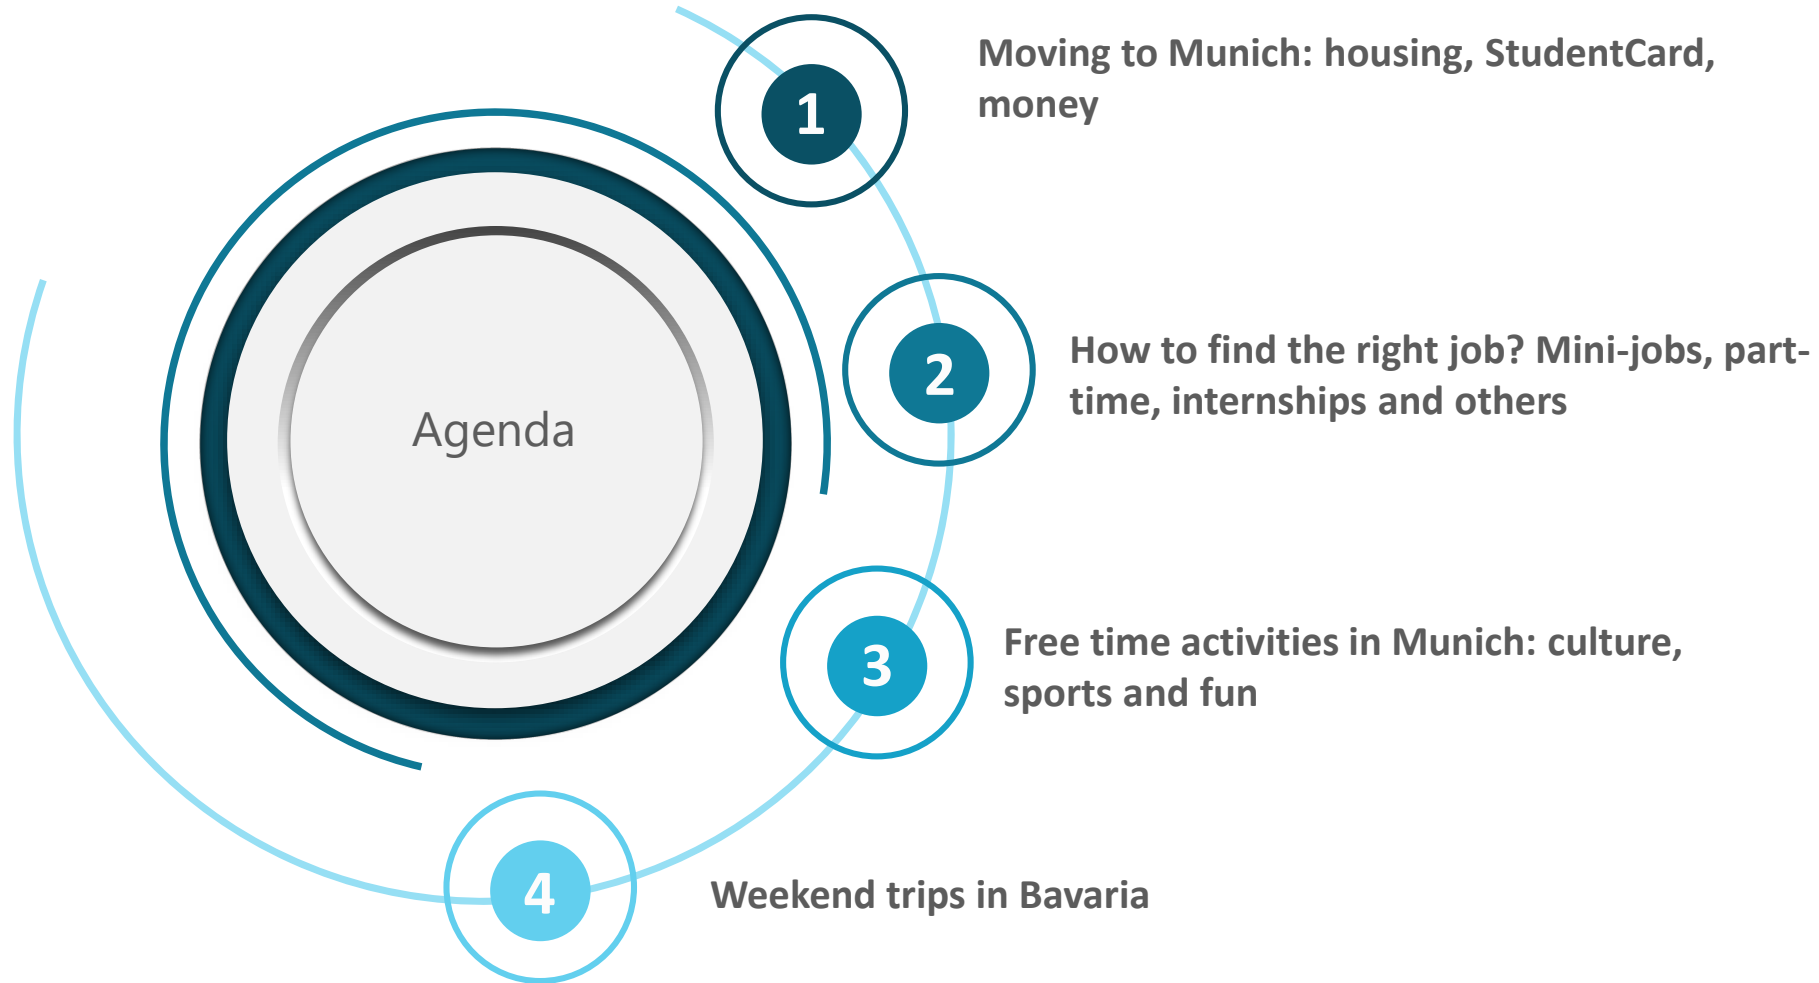 Agenda
1
Moving to Munich: housing, StudentCard,
money
2
How to find the right job? Mini-jobs, part-
time, internships and others
3
Free time activities in Munich: culture,
sports and fun
4
Weekend trips in Bavaria